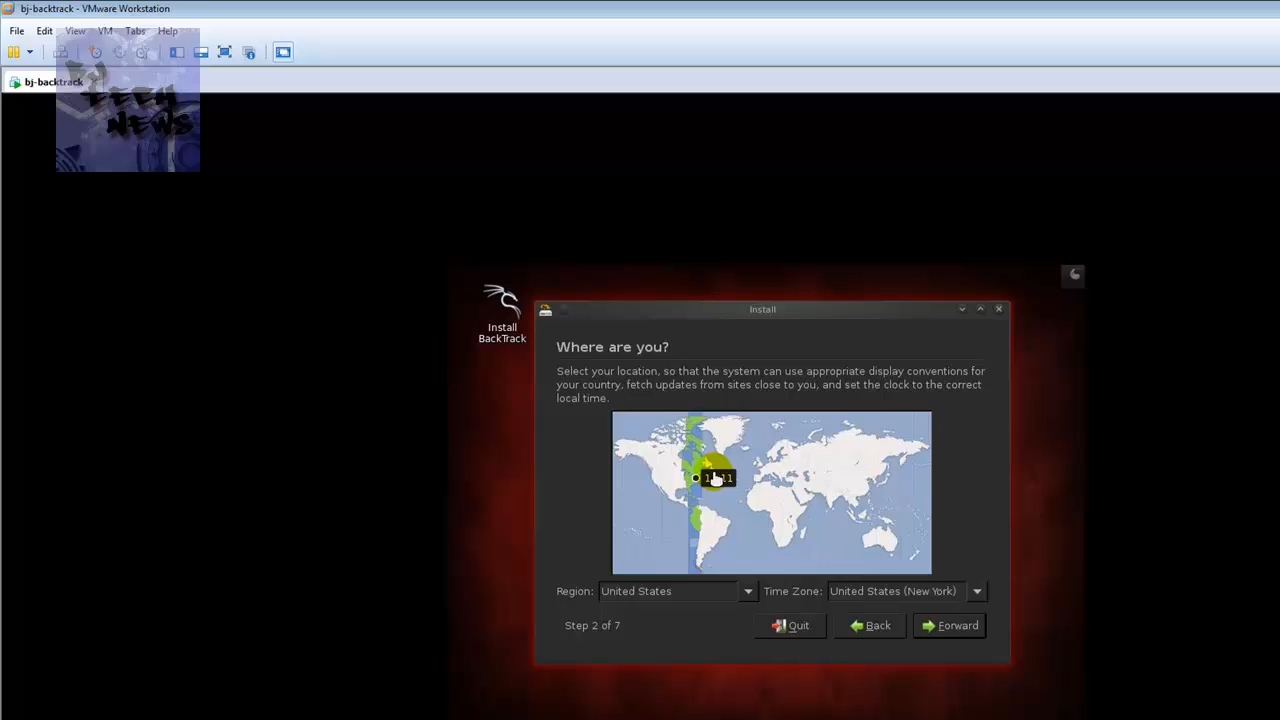 bj-backtrack - VMware Workstation
File Edit View VM Tabs Help
bj-backtrack
BJ
TECH
NEWS
Install
BackTrack
Install
Where are you?
Select your location, so that the system can use appropriate display conventions for
your country, fetch updates from sites close to you, and set the clock to the correct
local time.
Region: United States Time Zone: United States (New York)
Step 2 of 7 Quit Back Forward